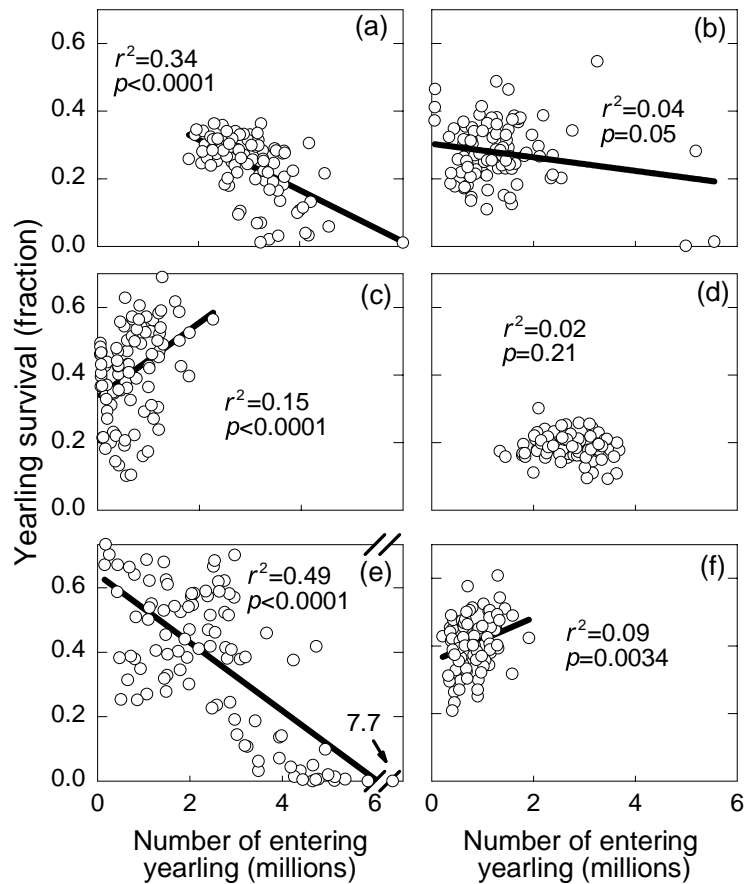 (a)
r²=0.34
p<0.0001
0.6
0.4
0.2
0.0
(b)
r²=0.04
p=0.05
(c)
r²=0.15
p<0.0001
0.6
0.4
0.2
0.0
(d)
r²=0.02
p=0.21
Yearling survival (fraction)
(e)
r²=0.49
p<0.0001
7.7
0.6
0.4
0.2
0.0
0
2
4
6
(f)
r²=0.09
p=0.0034
0
2
4
6
Number of entering
yearling (millions)
Number of entering
yearling (millions)